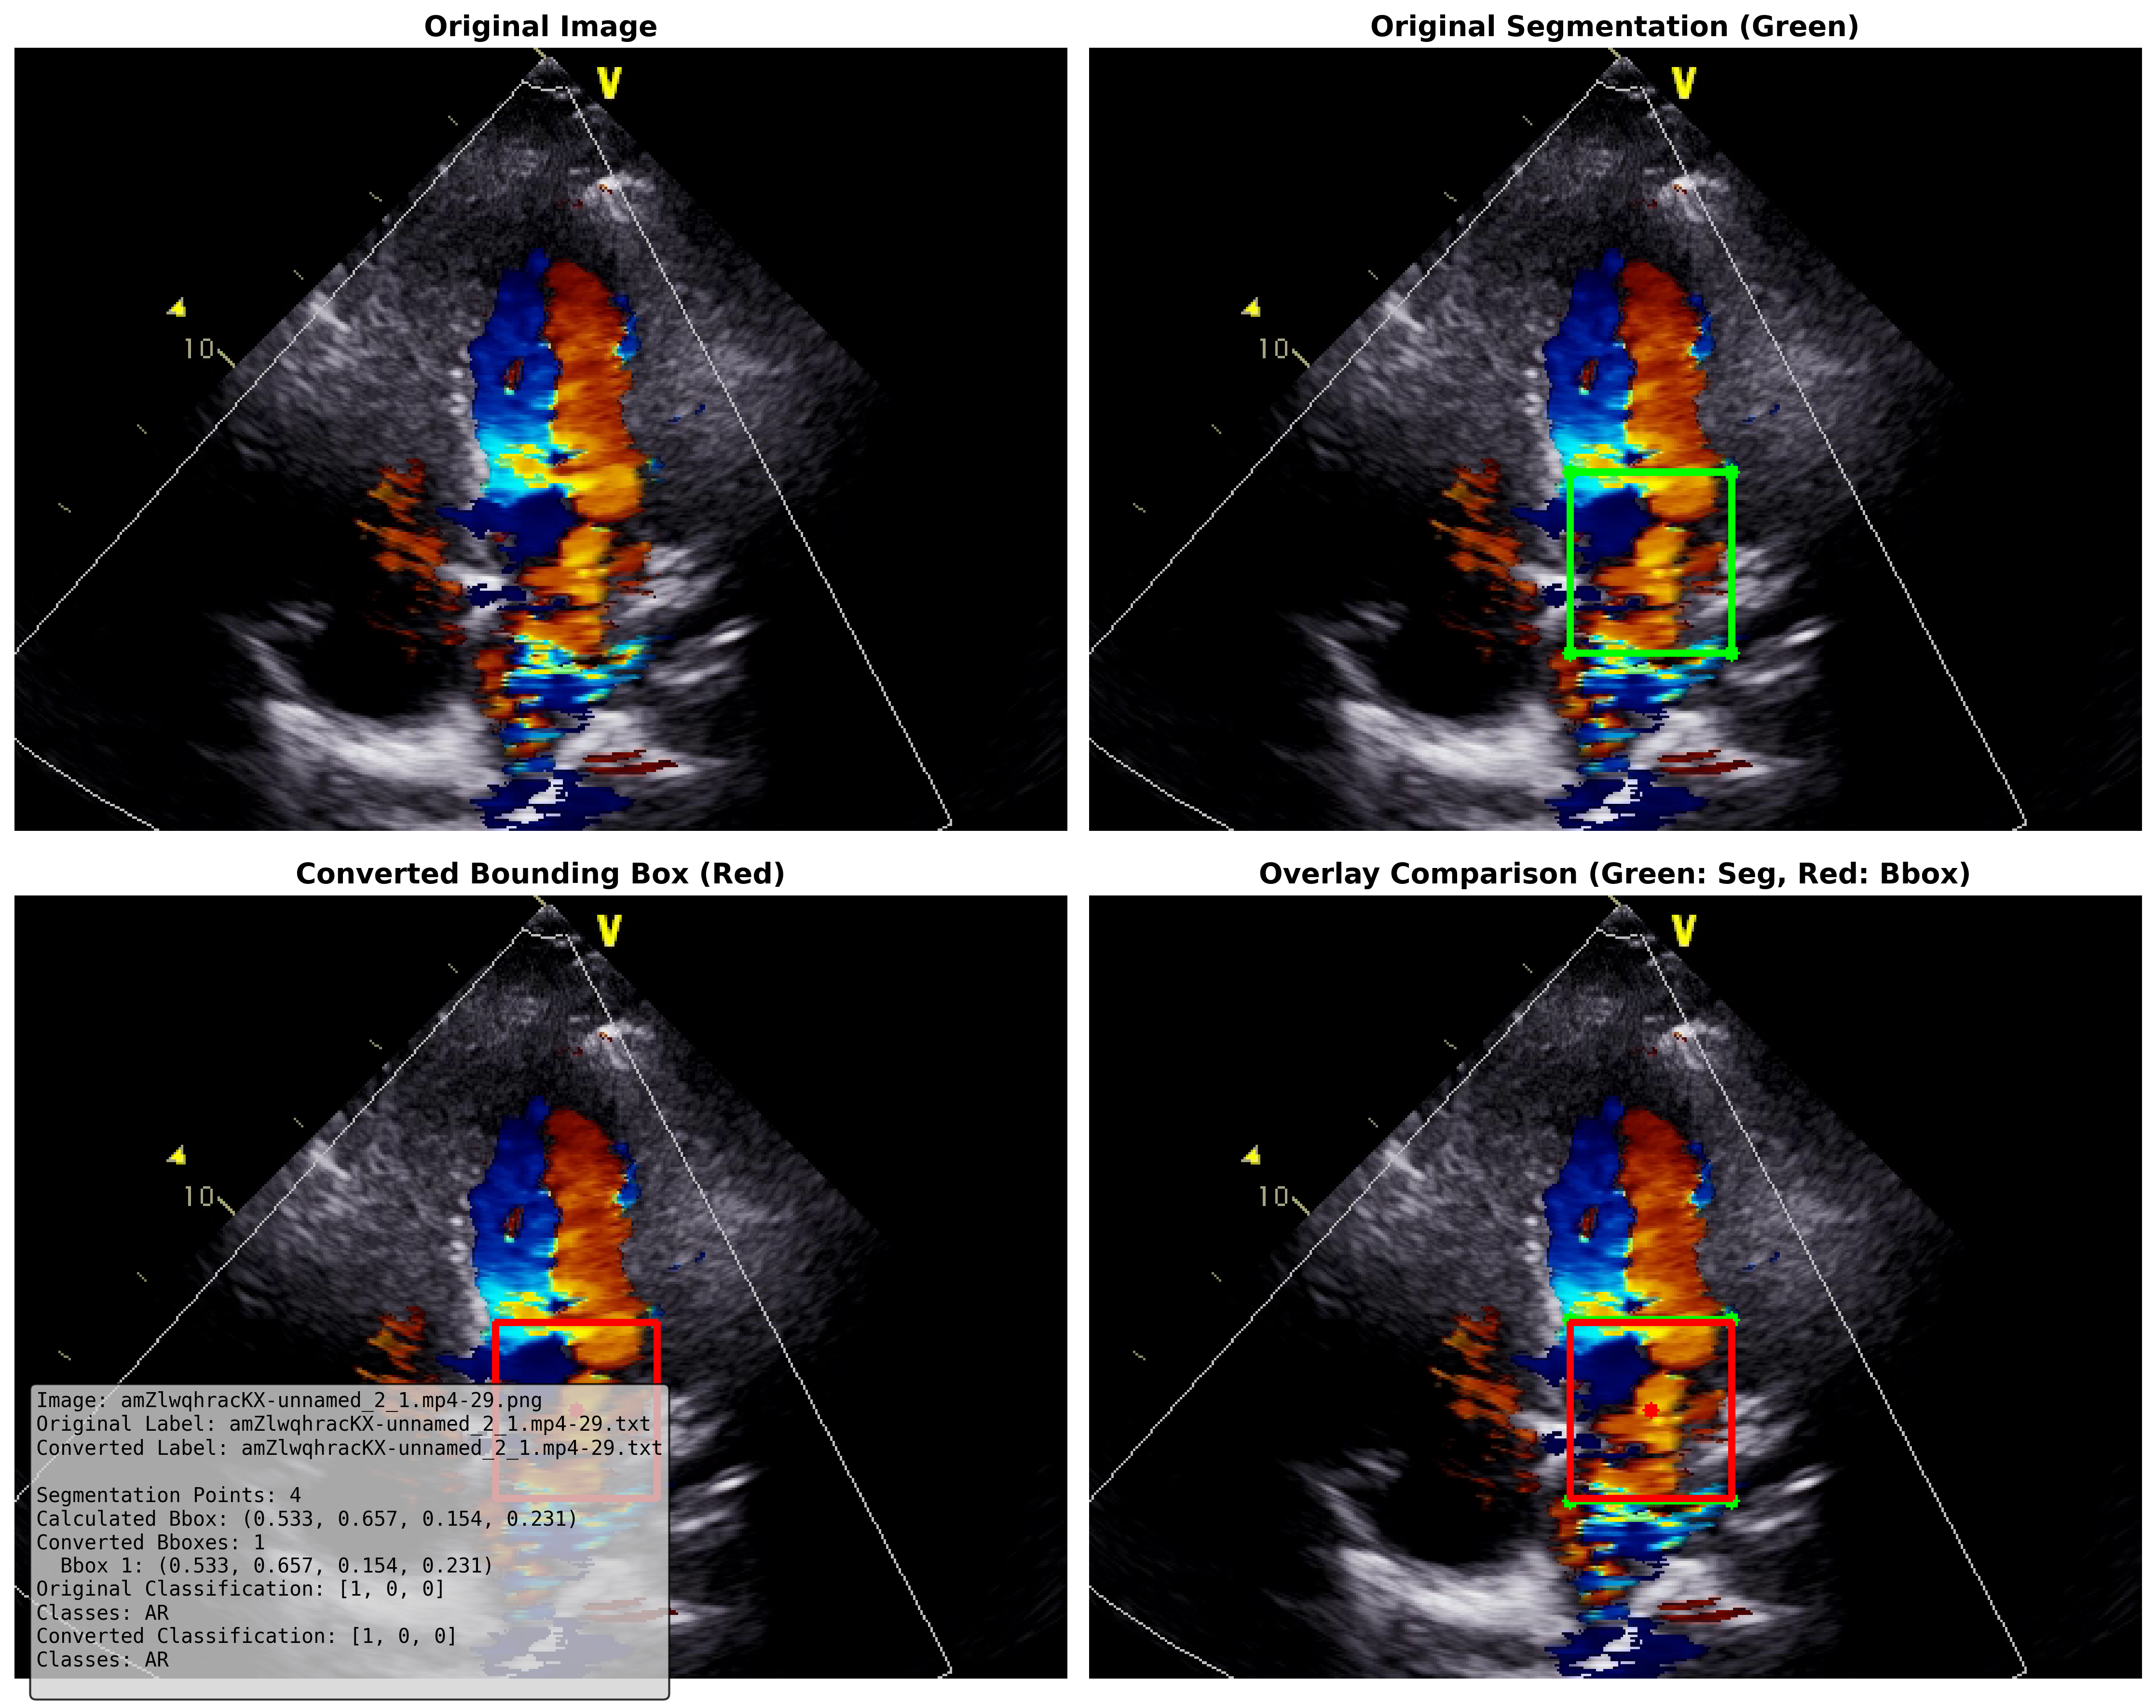 Original Image
Original Segmentation (Green)
V
10
V
10
Converted Bounding Box (Red)
Overlay Comparison (Green: Seg, Red: Bbox)
V
10
V
10
Image: amZlwqhracKX-unnamed_2_1.mp4-29.png
Original Label: amZlwqhracKX-unnamed_2_1.mp4-29.txt
Converted Label: amZlwqhracKX-unnamed_2_1.mp4-29.txt
Segmentation Points: 4
Calculated Bbox: (0.533, 0.657, 0.154, 0.231)
Converted Bboxes: 1
Bbox 1: (0.533, 0.657, 0.154, 0.231)
Original Classification: [1, 0, 0]
Classes: AR
Converted Classification: [1, 0, 0]
Classes: AR